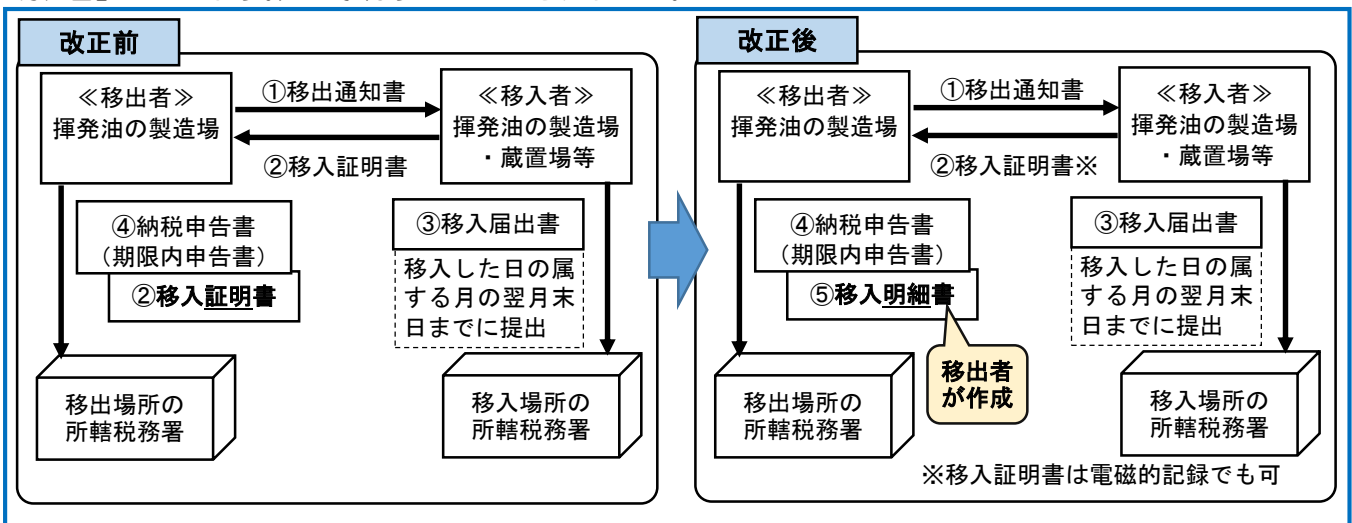 改正前
≪移出者≫
揮発油の製造場
①移出通知書
②移入証明書
≪移入者≫
揮発油の製造場
・蔵置場等
④納税申告書
(期限内申告書)
②移入証明書
③移入届出書
移入した日の属
する月の翌月末
日までに提出
移出場所の
所轄税務署
移入場所の
所轄税務署
改正後
≪移出者≫
揮発油の製造場
①移出通知書
②移入証明書※
≪移入者≫
揮発油の製造場
・蔵置場等
④納税申告書
(期限内申告書)
⑤移入明細書
移出者
が作成
③移入届出書
移入した日の属
する月の翌月末
日までに提出
移出場所の
所轄税務署
移入場所の
所轄税務署
※移入証明書は電磁的記録でも可